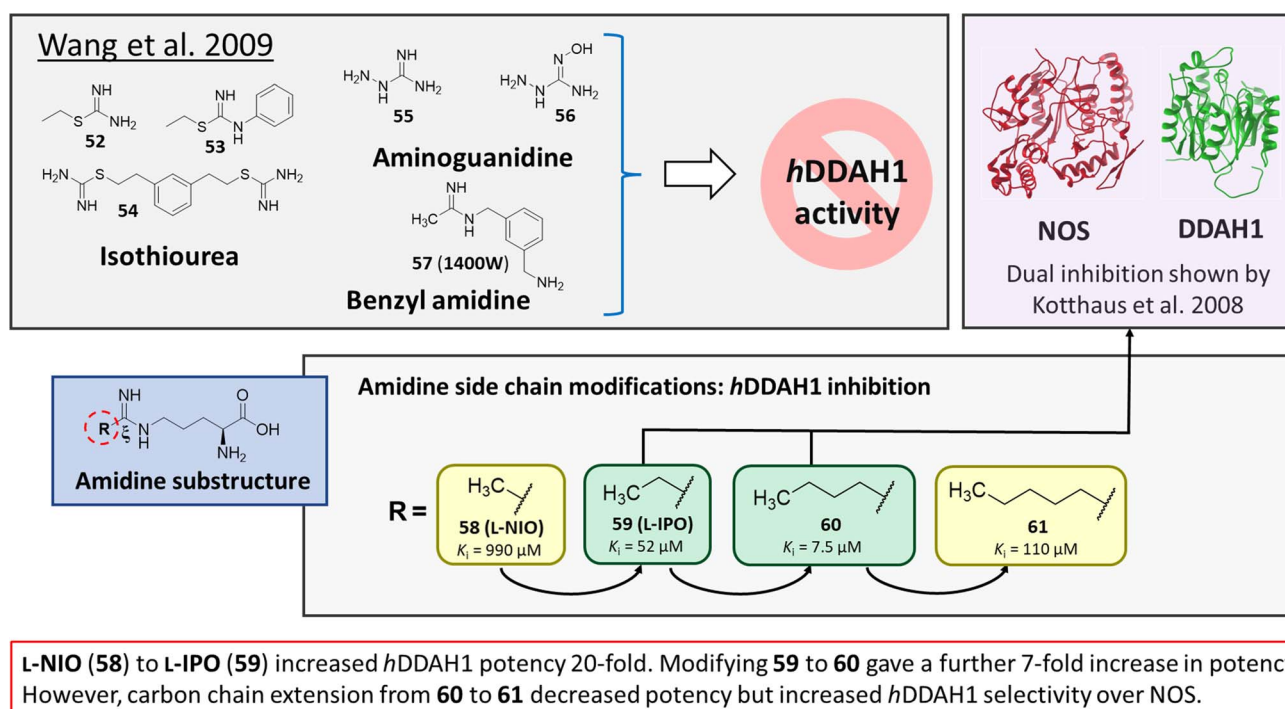 Wang et al. 2009
NH
S
NH₂
52
NH
S
N
H
53
H₂N
S
NH
S
NH₂
NH
54
Isothiourea
H₂N
N
H
NH
NH₂
55
H₂N
N
H
N
OH
NH₂
56
Aminoguanidine
NH
H₃C
N
H
NH₂
57 (1400W)
Benzyl amidine
hDDAH1
activity
NOS
DDAH1
Dual inhibition shown by
Kotthaus et al. 2008
NH
R
ξ
N
H
O
OH
NH₂
Amidine substructure
Amidine side chain modifications: hDDAH1 inhibition
R =
H₃C
58 (L-NIO)
Kᵢ = 990 µM
H₃C
59 (L-IPO)
Kᵢ = 52 µM
H₃C
60
Kᵢ = 7.5 µM
H₃C
61
Kᵢ = 110 µM
L-NIO (58) to L-IPO (59) increased hDDAH1 potency 20-fold. Modifying 59 to 60 gave a further 7-fold increase in potenc
However, carbon chain extension from 60 to 61 decreased potency but increased hDDAH1 selectivity over NOS.